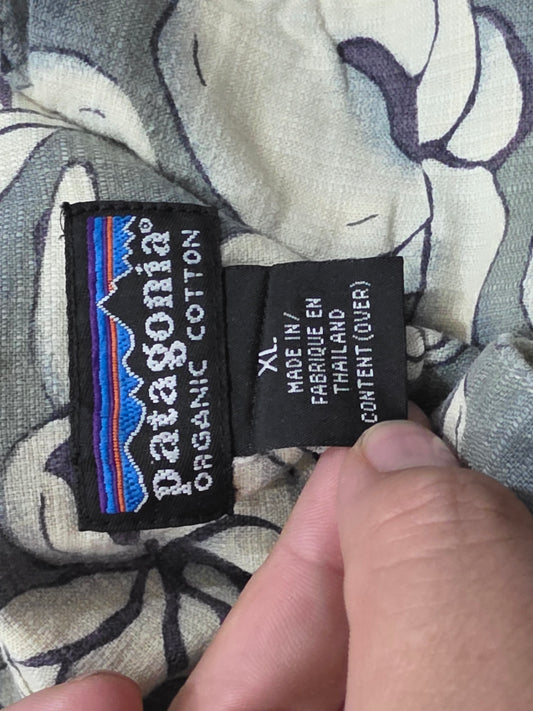 patagonia®
ORGANIC COTTON
XL
MADE IN/
FABRIQUE EN
THAILAND
CONTENT(OVER)